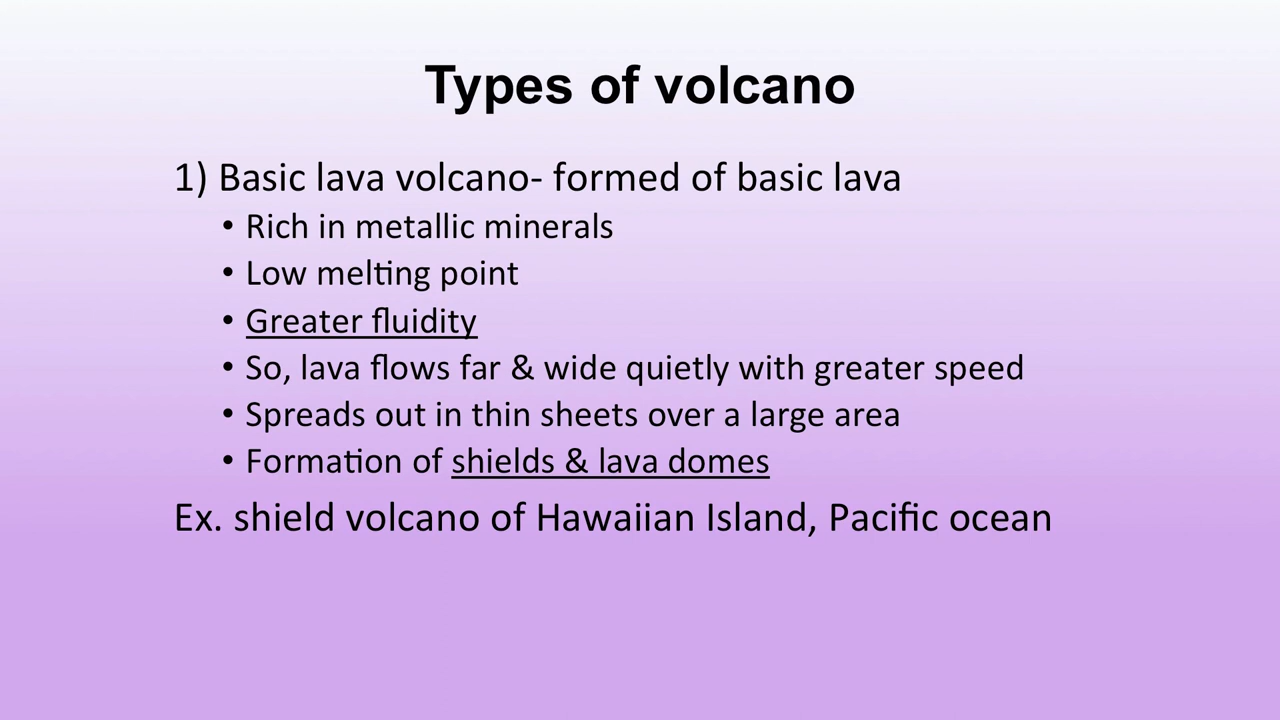 Types of volcano
1) Basic lava volcano- formed of basic lava
• Rich in metallic minerals
• Low melting point
• Greater fluidity
• So, lava flows far & wide quietly with greater speed
• Spreads out in thin sheets over a large area
• Formation of shields & lava domes
Ex. shield volcano of Hawaiian Island, Pacific ocean